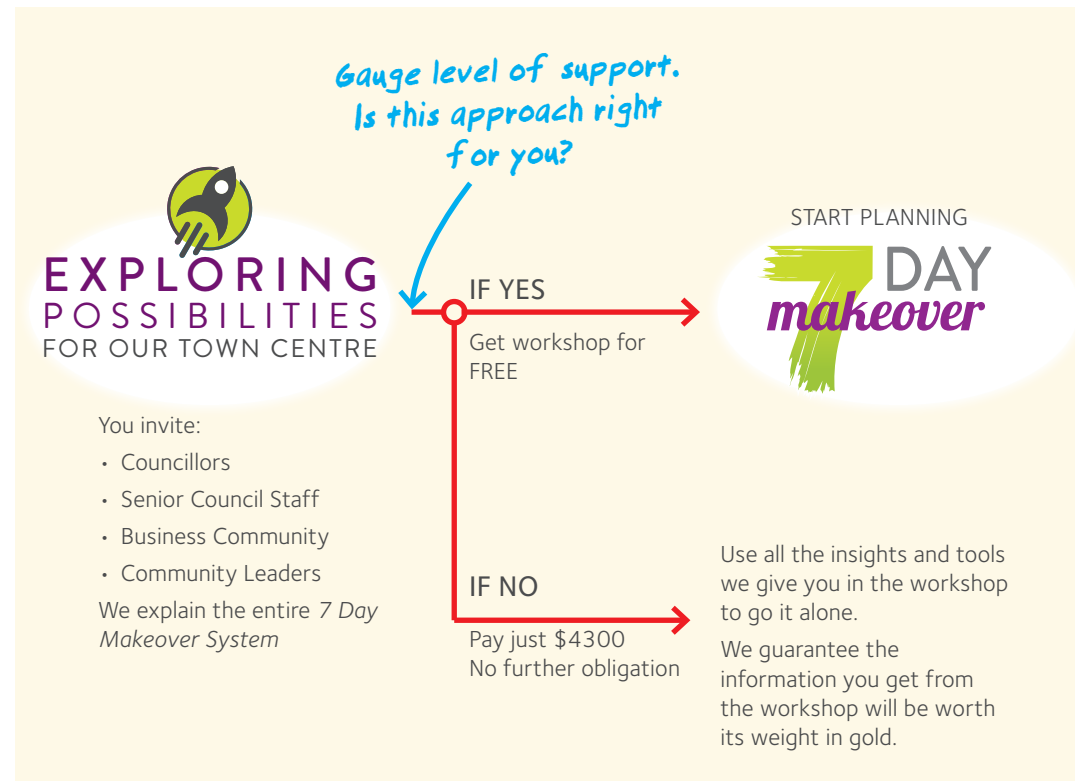 Gauge level of support.
Is this approach right
for you?
EXPLORING
POSSIBILITIES
FOR OUR TOWN CENTRE
You invite:
• Councillors
• Senior Council Staff
• Business Community
• Community Leaders
We explain the entire 7 Day
Makeover System
IF YES
Get workshop for
FREE
START PLANNING
7 DAY
makeover
IF NO
Pay just $4300
No further obligation
Use all the insights and tools
we give you in the workshop
to go it alone.
We guarantee the
information you get from
the workshop will be worth
its weight in gold.